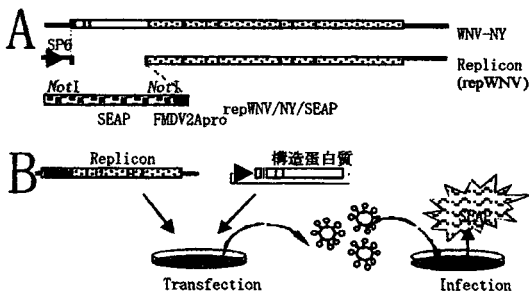 A
WNV-NY
SP6
Replicon
(repWNV)
NotI NotI
SEAP FMDV2Apro repWNV/NY/SEAP
B
Replicon
構造蛋白質
SEAP
Transfection
Infection